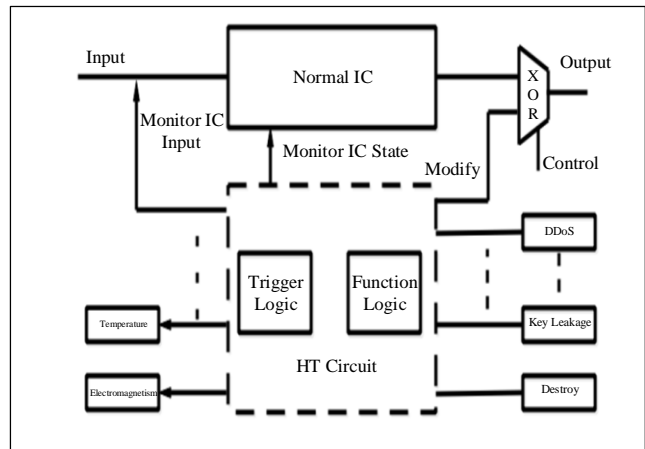 Input
Normal IC
XOR
Output
Monitor IC
Input
Monitor IC State
Modify
Control
DDoS
Trigger
Logic
Function
Logic
Temperature
Key Leakage
HT Circuit
Electromagnetism
Destroy